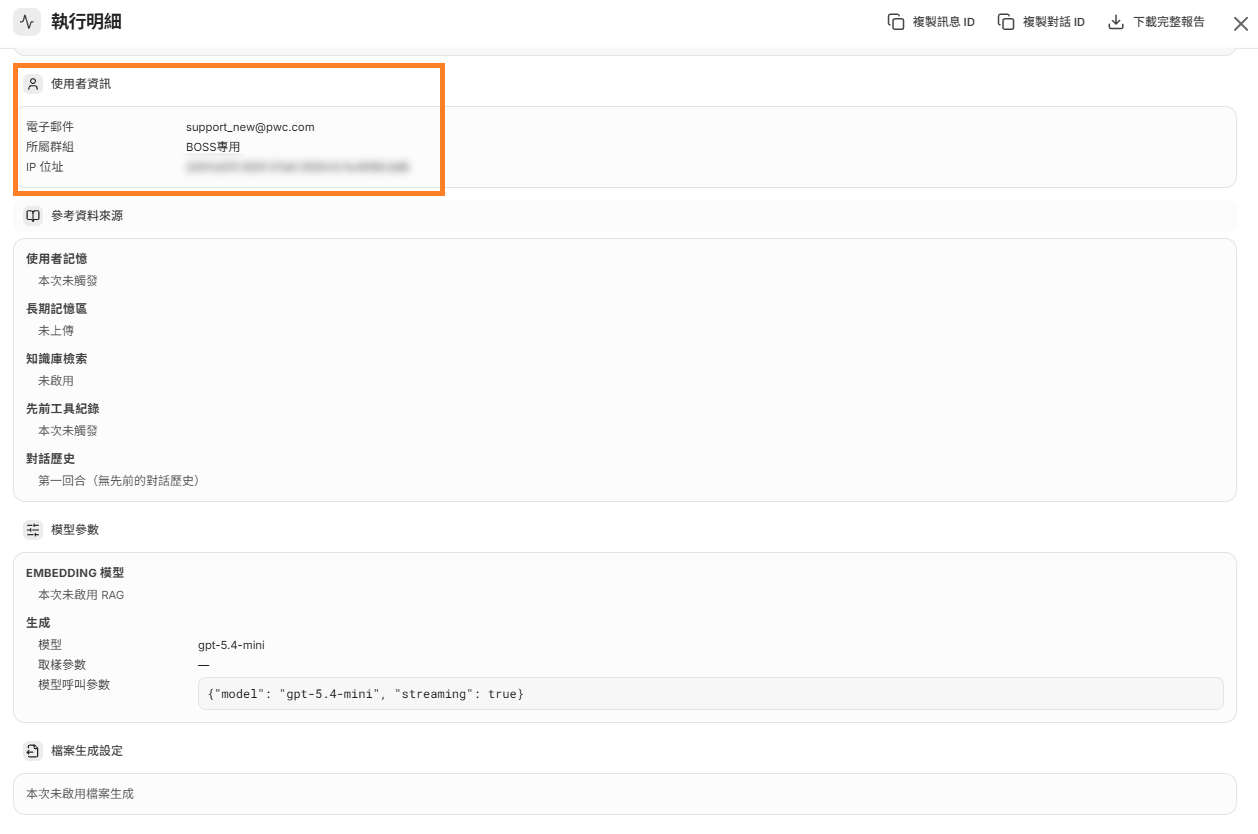 執行明細
複製訊息 ID 複製對話 ID 下載完整報告
使用者資訊
電子郵件 support_new@pwc.com
所屬群組 BOSS專用
IP 位址
參考資料來源
使用者記憶
本次未觸發
長期記憶區
未上傳
知識庫檢索
未啟用
先前工具紀錄
本次未觸發
對話歷史
第一回合（無先前的對話歷史）
模型參數
EMBEDDING 模型
本次未啟用 RAG
生成
模型 gpt-5.4-mini
取樣參數 —
模型呼叫參數 {"model": "gpt-5.4-mini", "streaming": true}
檔案生成設定
本次未啟用檔案生成